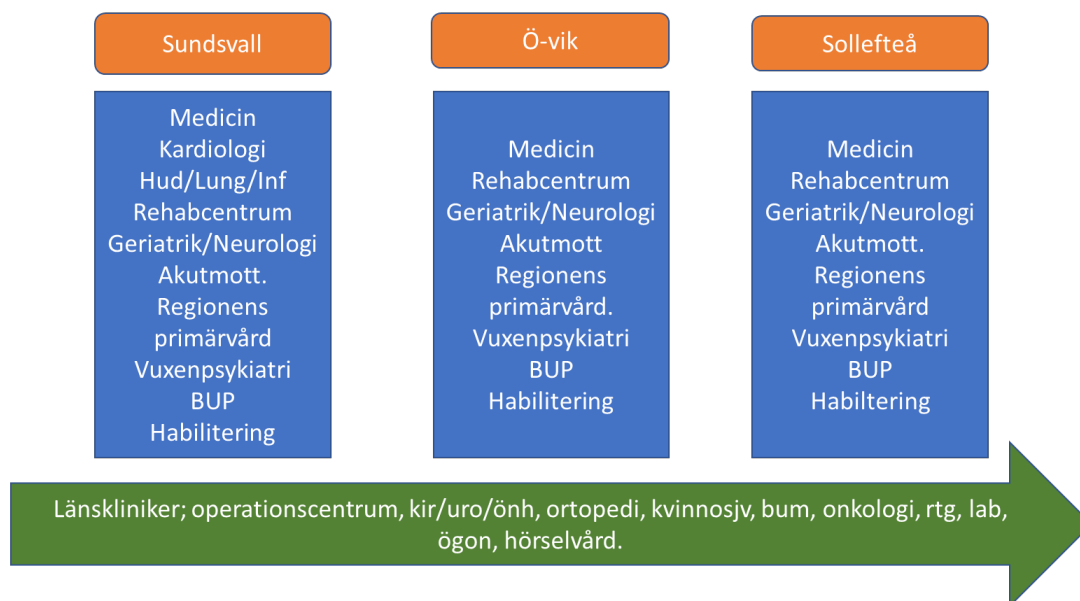 Sundsvall
Medicin
Kardiologi
Hud/Lung/Inf
Rehabcentrum
Geriatrik/Neurologi
Akutmott.
Regionens
primärvård
Vuxenpsykiatri
BUP
Habilitering
Ö-vik
Medicin
Rehabcentrum
Geriatrik/Neurologi
Akutmott
Regionens
primärvård.
Vuxenpsykiatri
BUP
Habilitering
Sollefteå
Medicin
Rehabcentrum
Geriatrik/Neurologi
Akutmott.
Regionens
primärvård
Vuxenpsykiatri
BUP
Habiltering
Länskliniker; operationscentrum, kir/uro/önh, ortopedi, kvinnosjv, bum, onkologi, rtg, lab,
ögon, hörselvård.